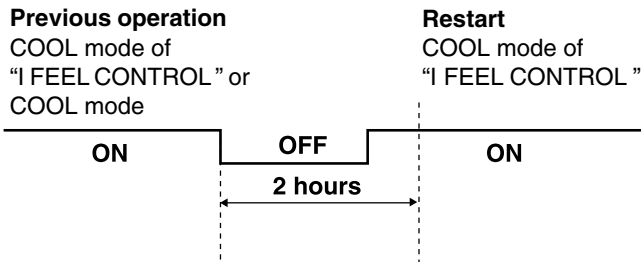 Previous operation
COOL mode of
“I FEEL CONTROL ” or
COOL mode
Restart
COOL mode of
“I FEEL CONTROL ”
ON
OFF
ON
2 hours